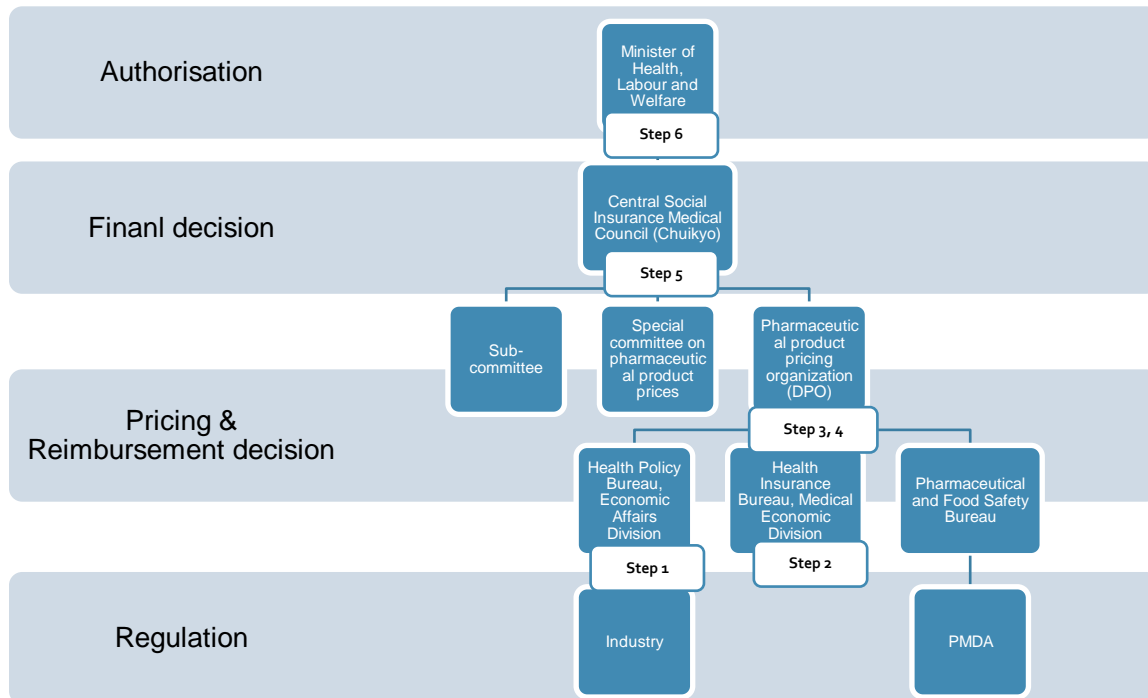 Authorisation
Minister of
Health,
Labour and
Welfare
Step 6
Finanl decision
Central Social
Insurance Medical
Council (Chuikyo)
Step 5
Sub-
committee
Special
committee on
pharmaceutic
al product
prices
Pharmaceutic
al product
pricing
organization
(DPO)
Pricing &
Reimbursement decision
Step 3, 4
Health Policy
Bureau,
Economic
Affairs
Division
Health
Insurance
Bureau, Medical
Economic
Division
Pharmaceutical
and Food Safety
Bureau
Step 1
Step 2
Regulation
Industry
PMDA